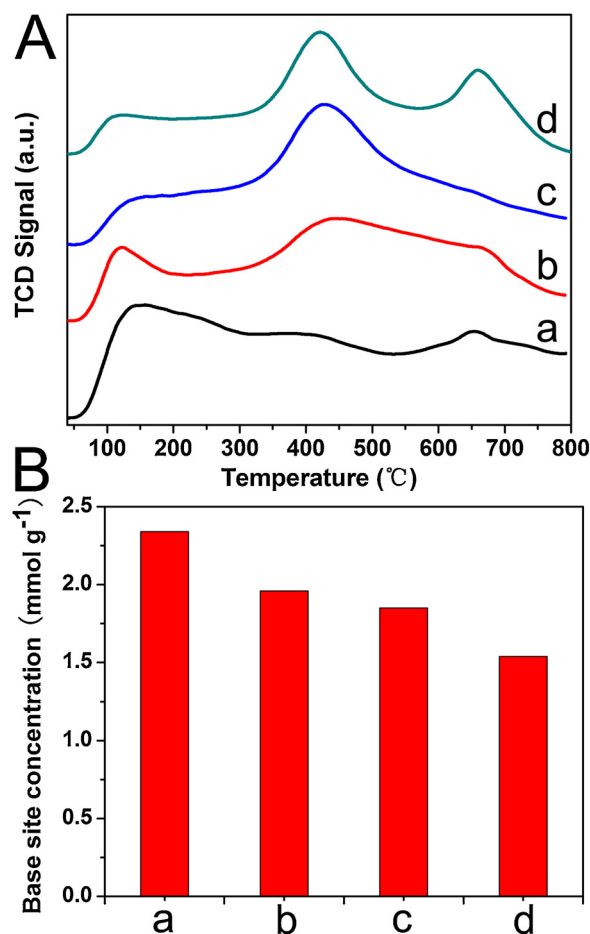 A
TCD Signal (a.u.)
d
c
b
a
100 200 300 400 500 600 700 800
Temperature (℃)
B
Base site concentration (mmol g-1)
2.5
2.0
1.5
1.0
0.5
0.0
a b c d